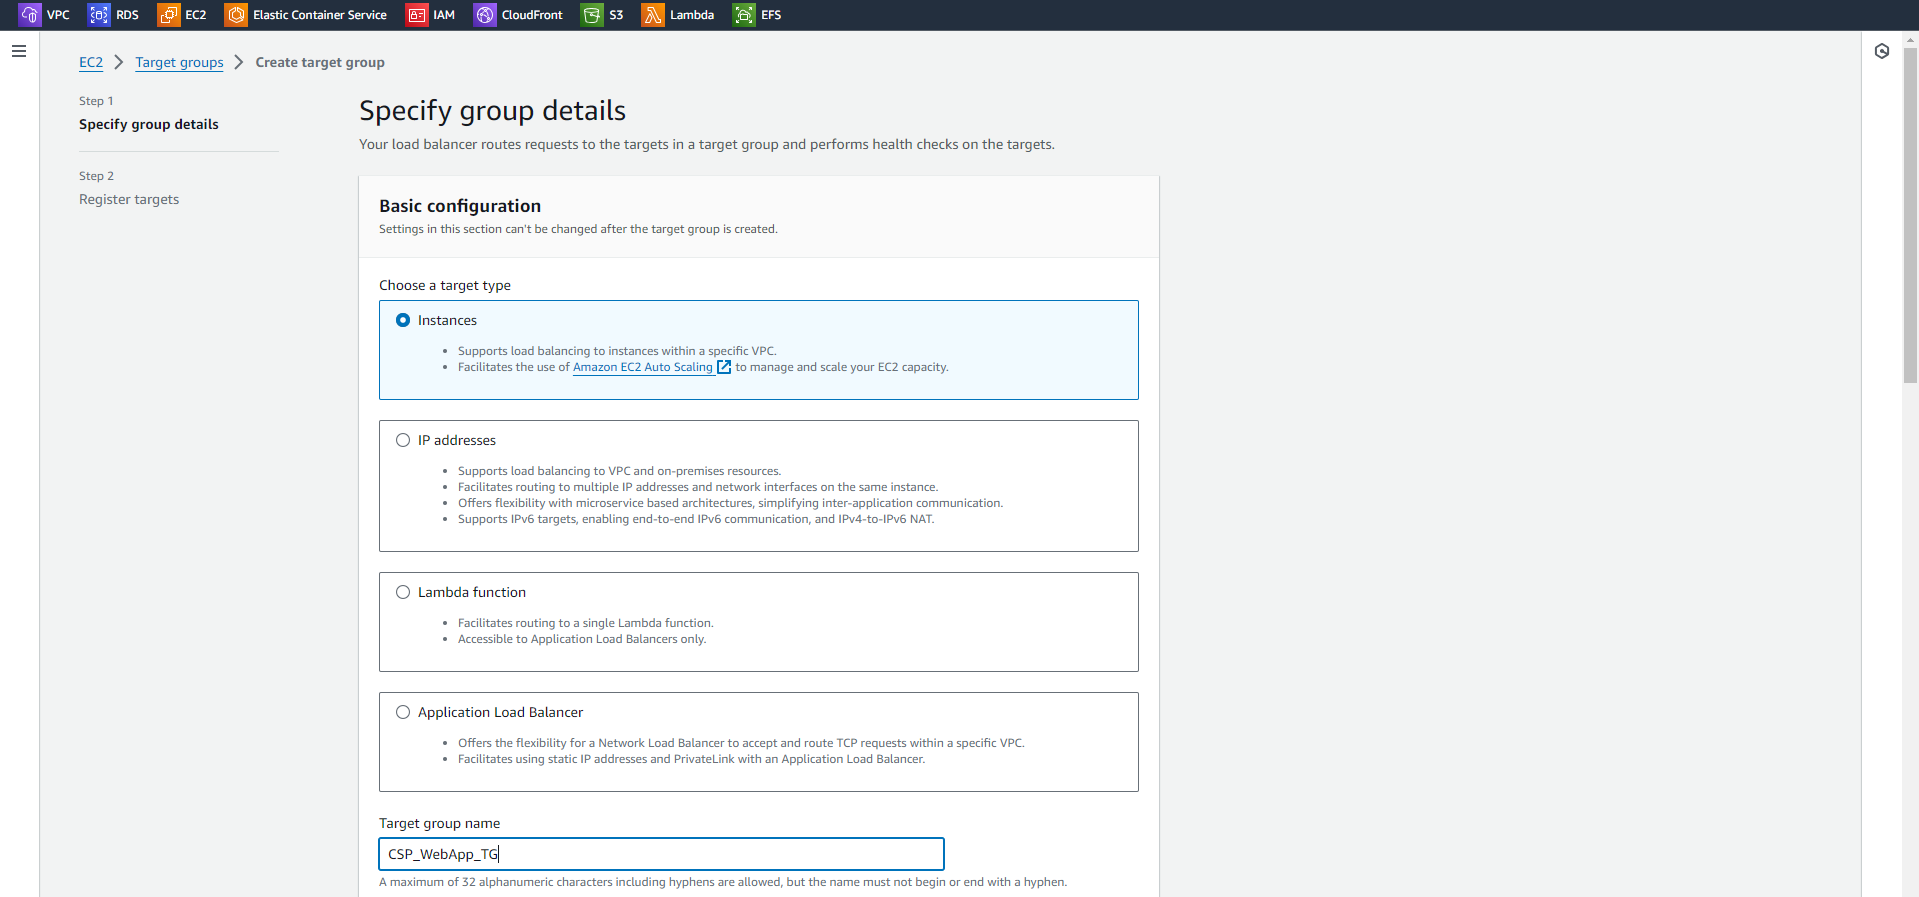 VPC RDS EC2 Elastic Container Service IAM CloudFront S3 Lambda EFS
EC2 Target groups Create target group
Step 1
Specify group details
Step 2
Register targets
Specify group details
Your load balancer routes requests to the targets in a target group and performs health checks on the targets.
Basic configuration
Settings in this section can't be changed after the target group is created.
Choose a target type
Instances
Supports load balancing to instances within a specific VPC.
Facilitates the use of Amazon EC2 Auto Scaling to manage and scale your EC2 capacity.
IP addresses
Supports load balancing to VPC and on-premises resources.
Facilitates routing to multiple IP addresses and network interfaces on the same instance.
Offers flexibility with microservice based architectures, simplifying inter-application communication.
Supports IPv6 targets, enabling end-to-end IPv6 communication, and IPv4-to-IPv6 NAT.
Lambda function
Facilitates routing to a single Lambda function.
Accessible to Application Load Balancers only.
Application Load Balancer
Offers the flexibility for a Network Load Balancer to accept and route TCP requests within a specific VPC.
Facilitates using static IP addresses and PrivateLink with an Application Load Balancer.
Target group name
CSP_WebApp_TG
A maximum of 32 alphanumeric characters including hyphens are allowed, but the name must not begin or end with a hyphen.